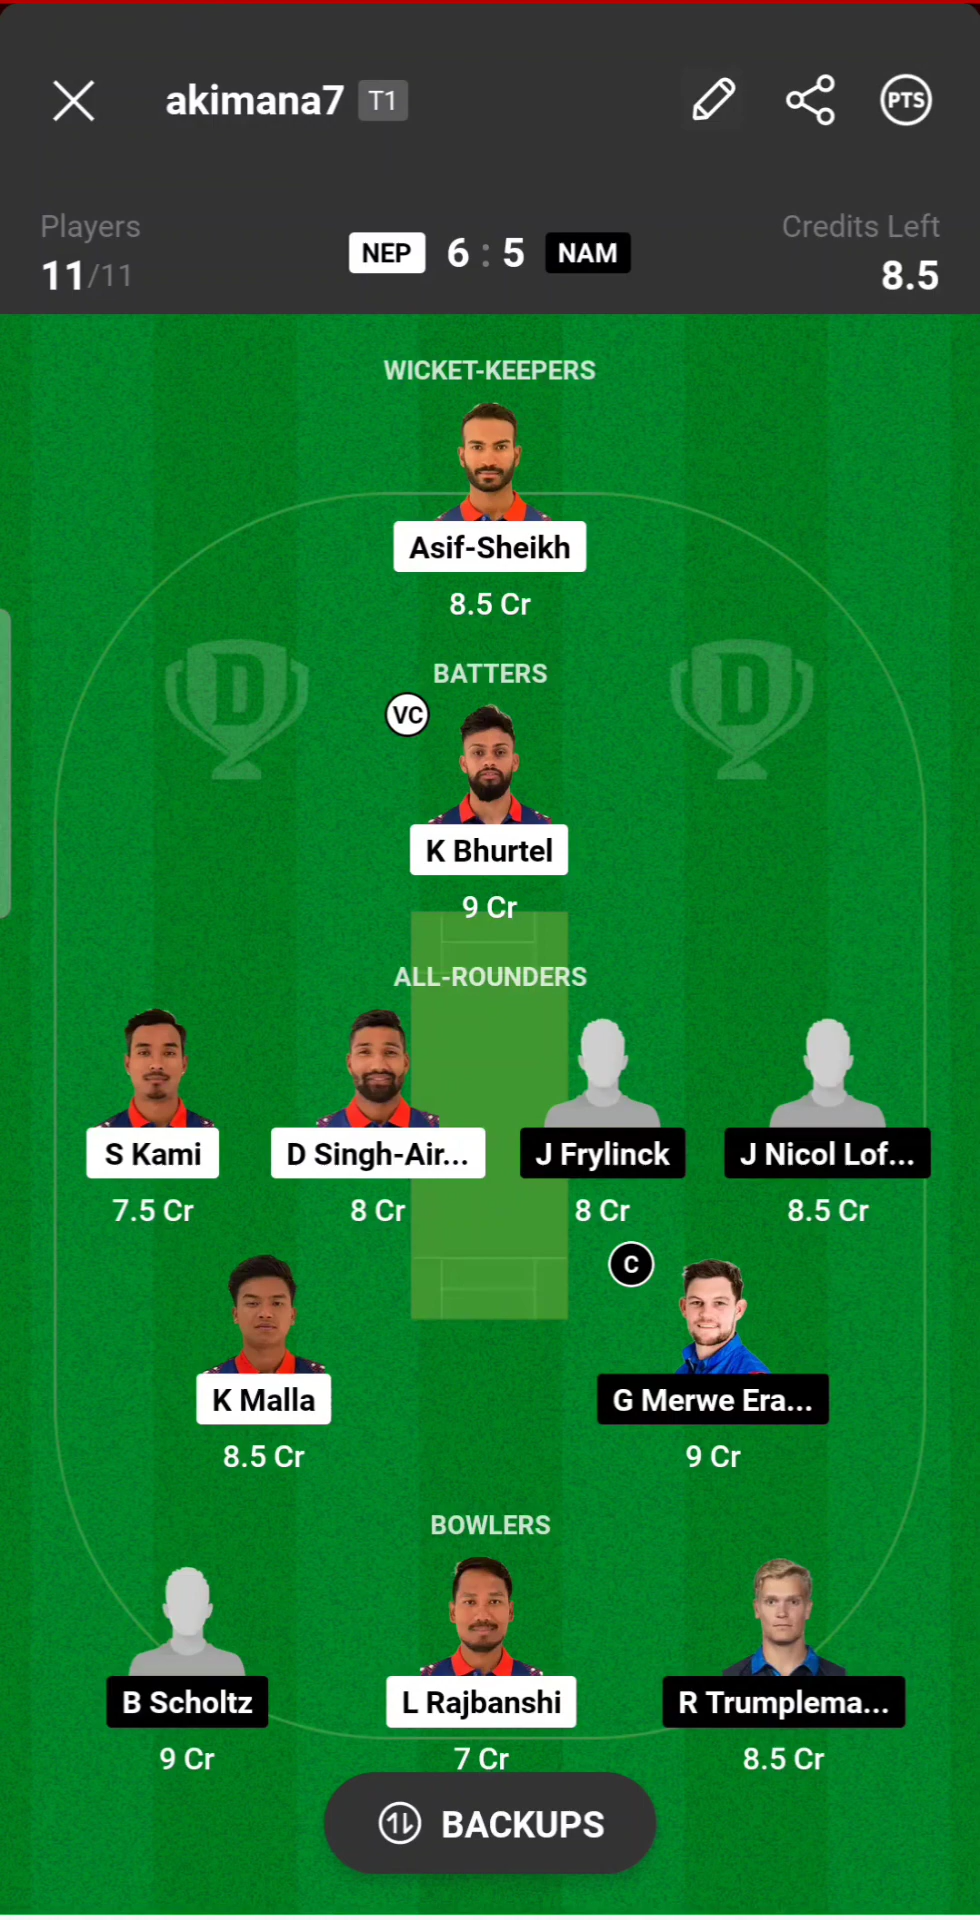 akimana7 T1
PTS
Players
Credits Left
11/11
NEP 6 : 5 NAM
8.5
WICKET-KEEPERS
Asif-Sheikh
8.5 Cr
BATTERS
VC
K Bhurtel
9 Cr
ALL-ROUNDERS
S Kami
D Singh-Air...
J Frylinck
J Nicol Lof...
7.5 Cr
8 Cr
8 Cr
8.5 Cr
C
K Malla
G Merwe Era...
8.5 Cr
9 Cr
BOWLERS
B Scholtz
L Rajbanshi
R Trumplema...
9 Cr
7 Cr
8.5 Cr
BACKUPS